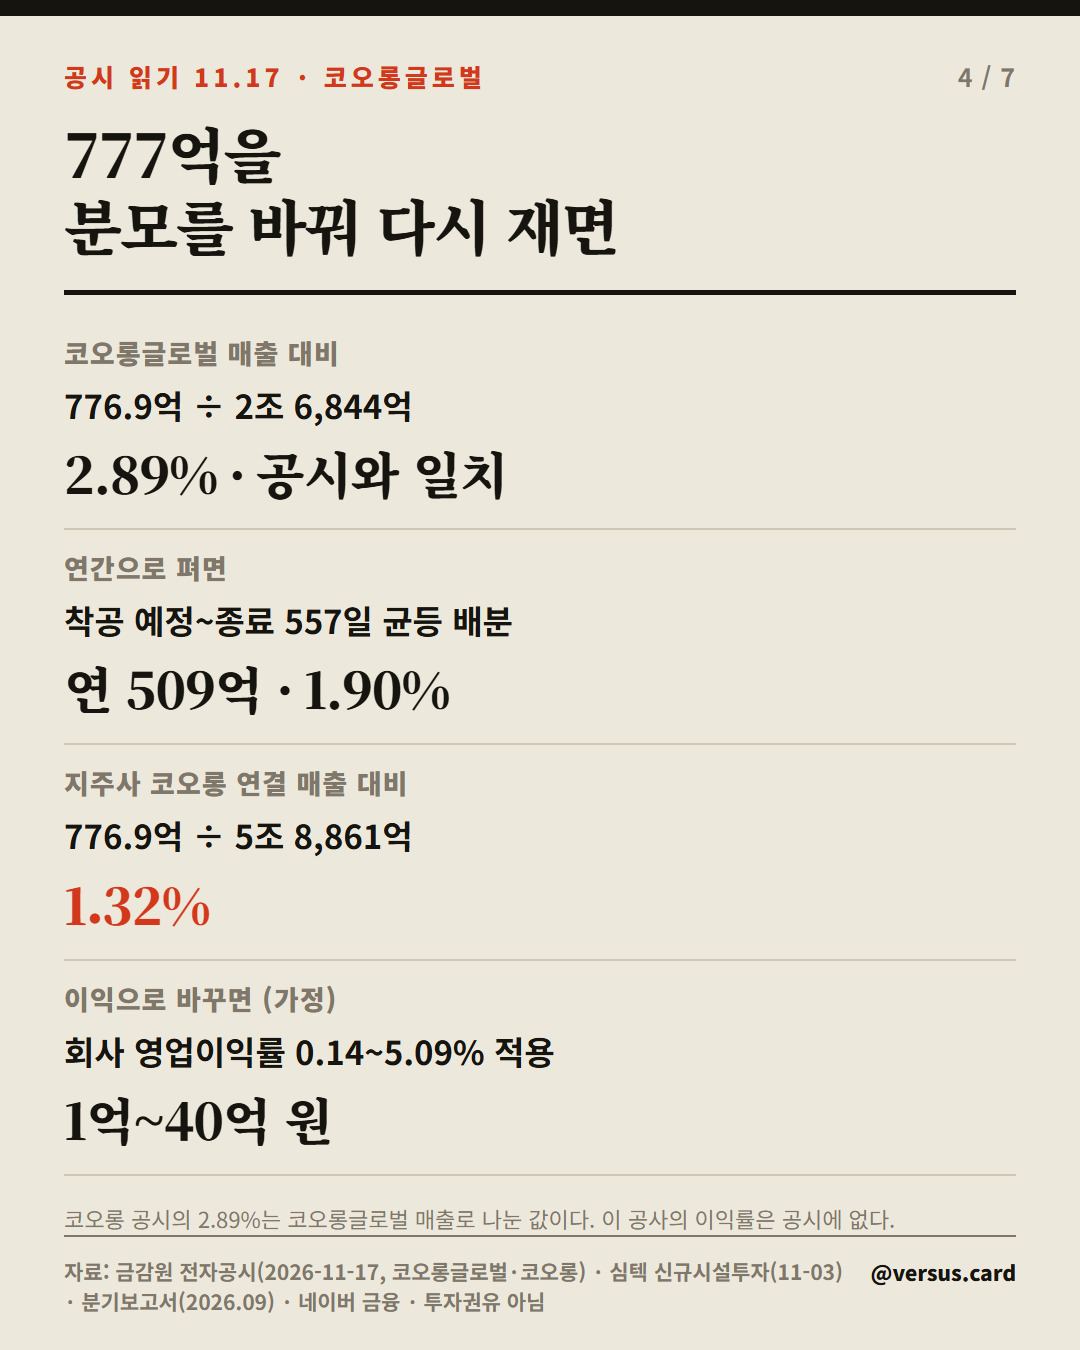 공시 읽기 11.17 · 코오롱글로벌
4 / 7
777억을
분모를 바꿔 다시 재면
코오롱글로벌 매출 대비
776.9억 ÷ 2조 6,844억
2.89% · 공시와 일치
연간으로 펴면
착공 예정~종료 557일 균등 배분
연 509억 · 1.90%
지주사 코오롱 연결 매출 대비
776.9억 ÷ 5조 8,861억
1.32%
이익으로 바꾸면 (가정)
회사 영업이익률 0.14~5.09% 적용
1억~40억 원
코오롱 공시의 2.89%는 코오롱글로벌 매출로 나눈 값이다. 이 공사의 이익률은 공시에 없다.
자료: 금감원 전자공시(2026-11-17, 코오롱글로벌·코오롱) · 심텍 신규시설투자(11-03)
· 분기보고서(2026.09) · 네이버 금융 · 투자권유 아님
@versus.card